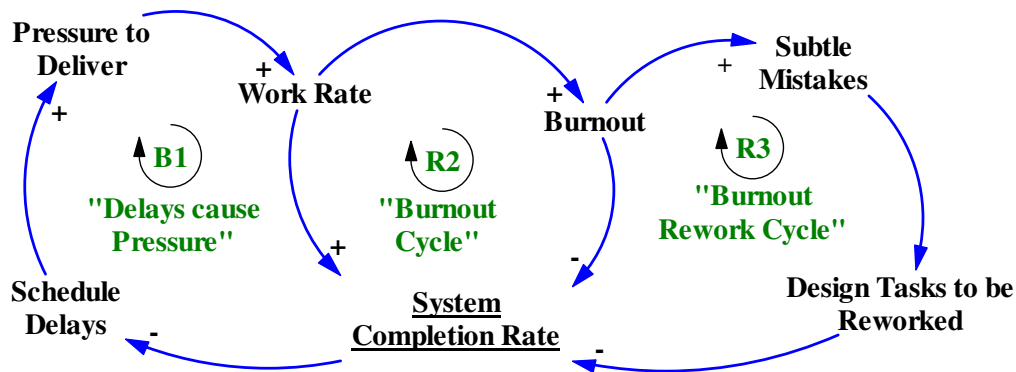 Pressure to
Deliver
+
Work Rate
+
Burnout
+
Subtle
Mistakes
+
+
B1
"Delays cause
Pressure"
R2
"Burnout
Cycle"
R3
"Burnout
Rework Cycle"
+
-
Schedule
Delays
-
System
Completion Rate
-
Design Tasks to be
Reworked